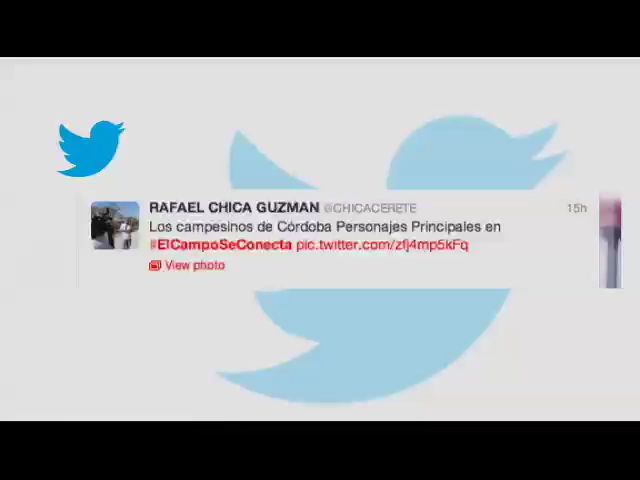 RAFAEL CHICA GUZMAN @CHICACERETE 15h
Los campesinos de Córdoba Personajes Principales en
#ElCampoSeConecta pic.twitter.com/zfj4mp5kFq
View photo